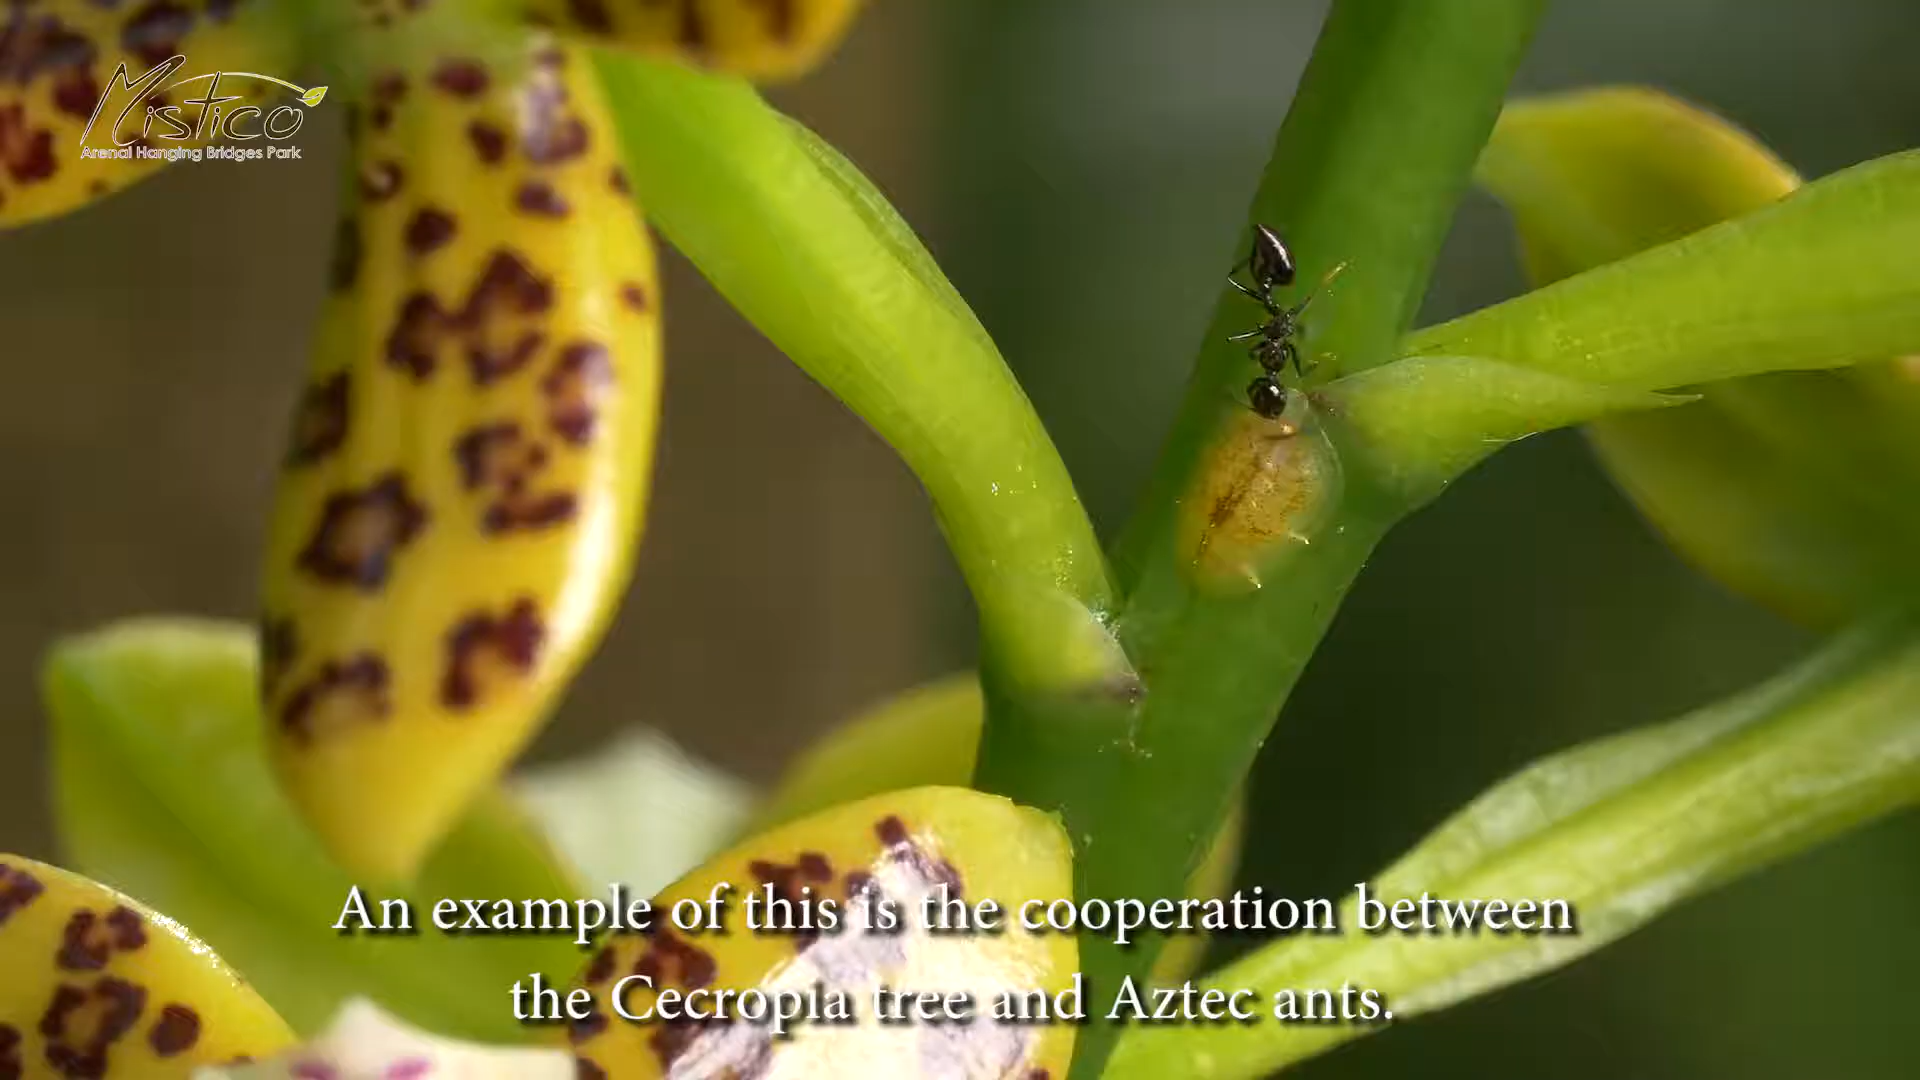 Mistico
Arenal Hanging Bridges Park
An example of this is the cooperation between
the Cecropia tree and Aztec ants.